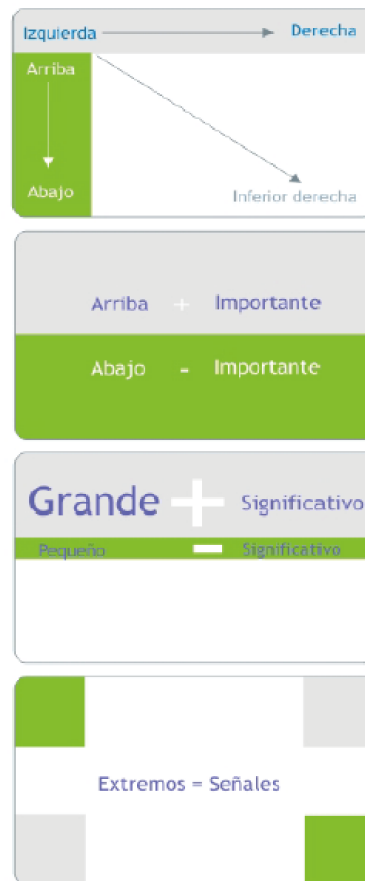 Izquierda Derecha
Arriba
Abajo
Inferior derecha
Arriba + Importante
Abajo - Importante
Grande + Significativo
Pequeño - Significativo
Extremos = Señales